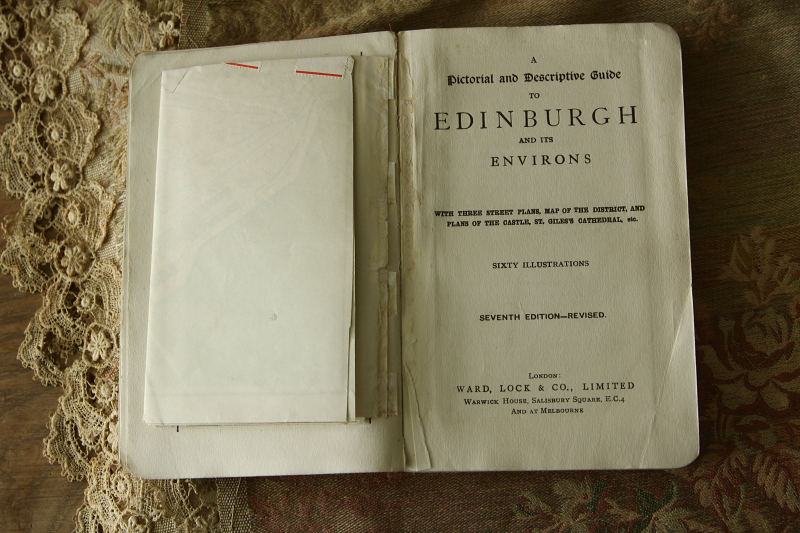 A
Pictorial and Descriptive Guide
TO
EDINBURGH
AND ITS
ENVIRONS
WITH THREE STREET PLANS, MAP OF THE DISTRICT, AND
PLANS OF THE CASTLE, ST. GILES'S CATHEDRAL, etc.
SIXTY ILLUSTRATIONS
SEVENTH EDITION—REVISED.
LONDON:
WARD, LOCK & CO., LIMITED
WARWICK HOUSE, SALISBURY SQUARE, E.C.4
AND AT MELBOURNE